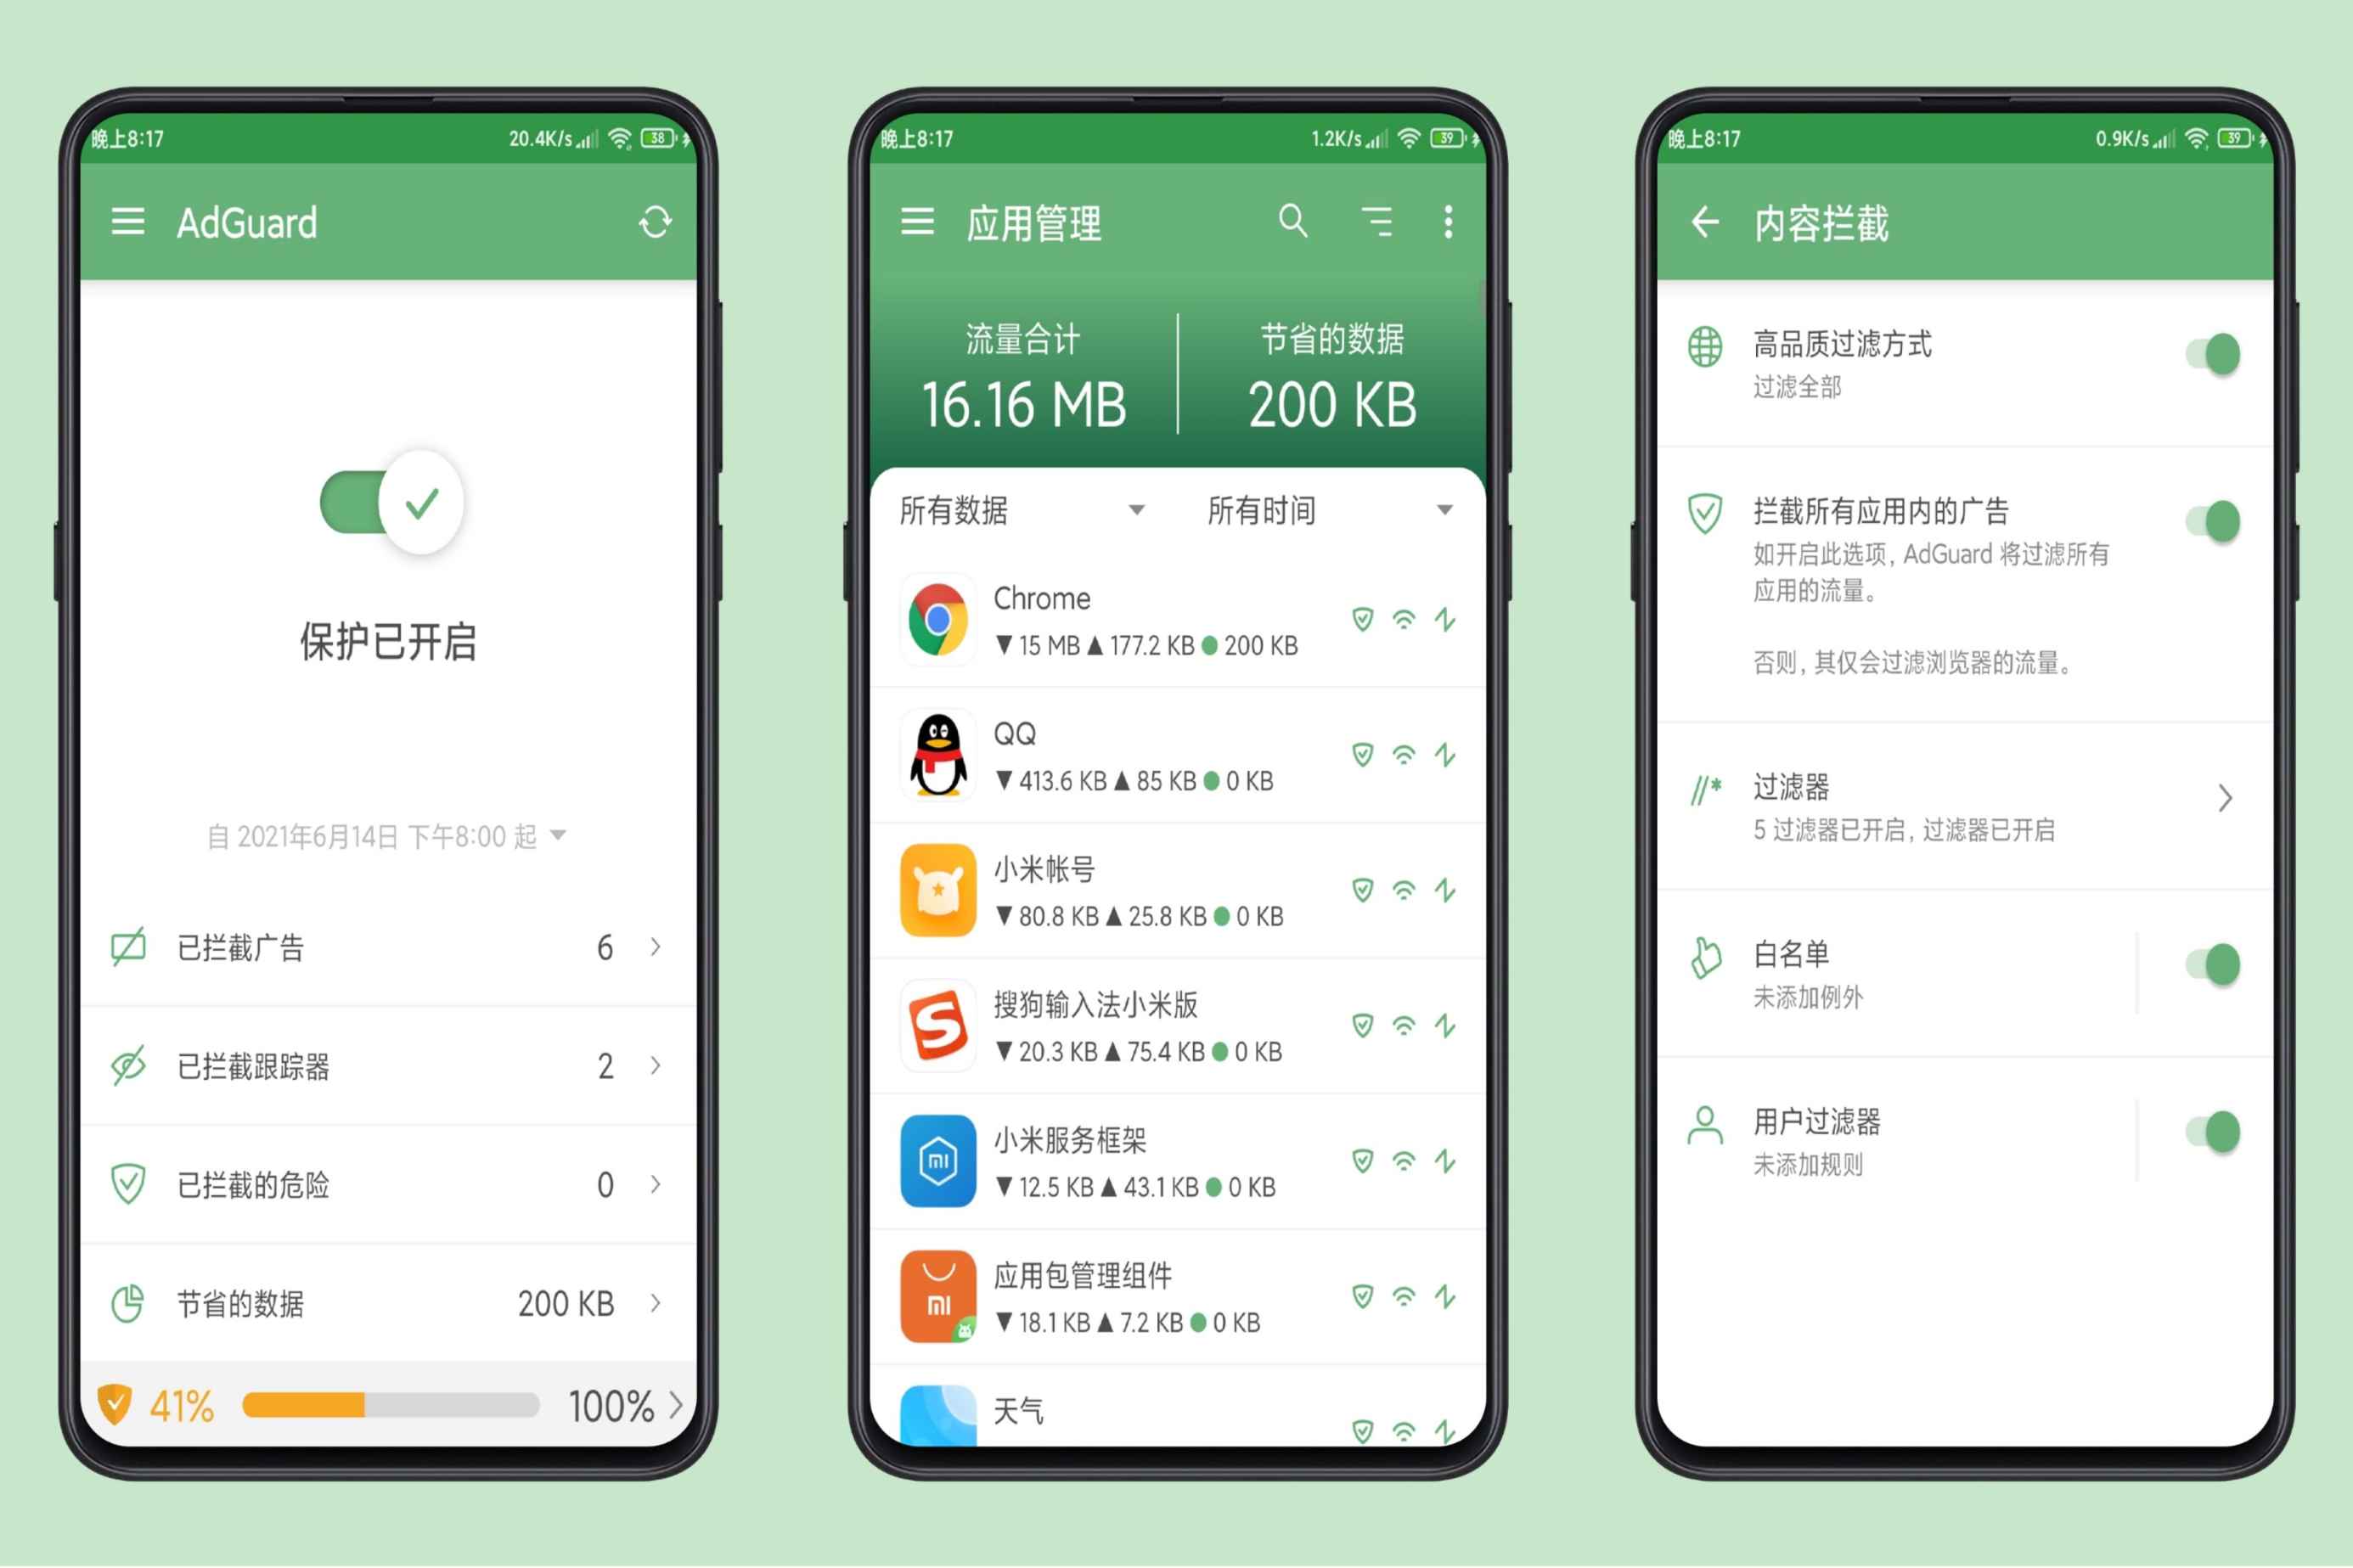 晚上8:17
20.4K/s
38
AdGuard
保护已开启
自 2021年6月14日 下午8:00 起
已拦截广告 6
已拦截跟踪器 2
已拦截的危险 0
节省的数据 200 KB
41% 100%
晚上8:17
1.2K/s
39
应用管理
流量合计
16.16 MB
节省的数据
200 KB
所有数据
所有时间
Chrome
▼ 15 MB ▲ 177.2 KB ● 200 KB
QQ
▼ 413.6 KB ▲ 85 KB ● 0 KB
小米帐号
▼ 80.8 KB ▲ 25.8 KB ● 0 KB
搜狗输入法小米版
▼ 20.3 KB ▲ 75.4 KB ● 0 KB
小米服务框架
▼ 12.5 KB ▲ 43.1 KB ● 0 KB
应用包管理组件
▼ 18.1 KB ▲ 7.2 KB ● 0 KB
天气
晚上8:17
0.9K/s
39
内容拦截
高品质过滤方式
过滤全部
拦截所有应用内的广告
如开启此选项, AdGuard 将过滤所有
应用的流量。
否则, 其仅会过滤浏览器的流量。
过滤器
5 过滤器已开启, 过滤器已开启
白名单
未添加例外
用户过滤器
未添加规则